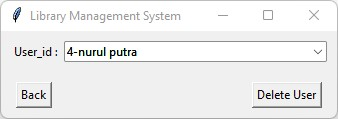 Library Management System
User_id : 4-nurul putra
Back Delete User